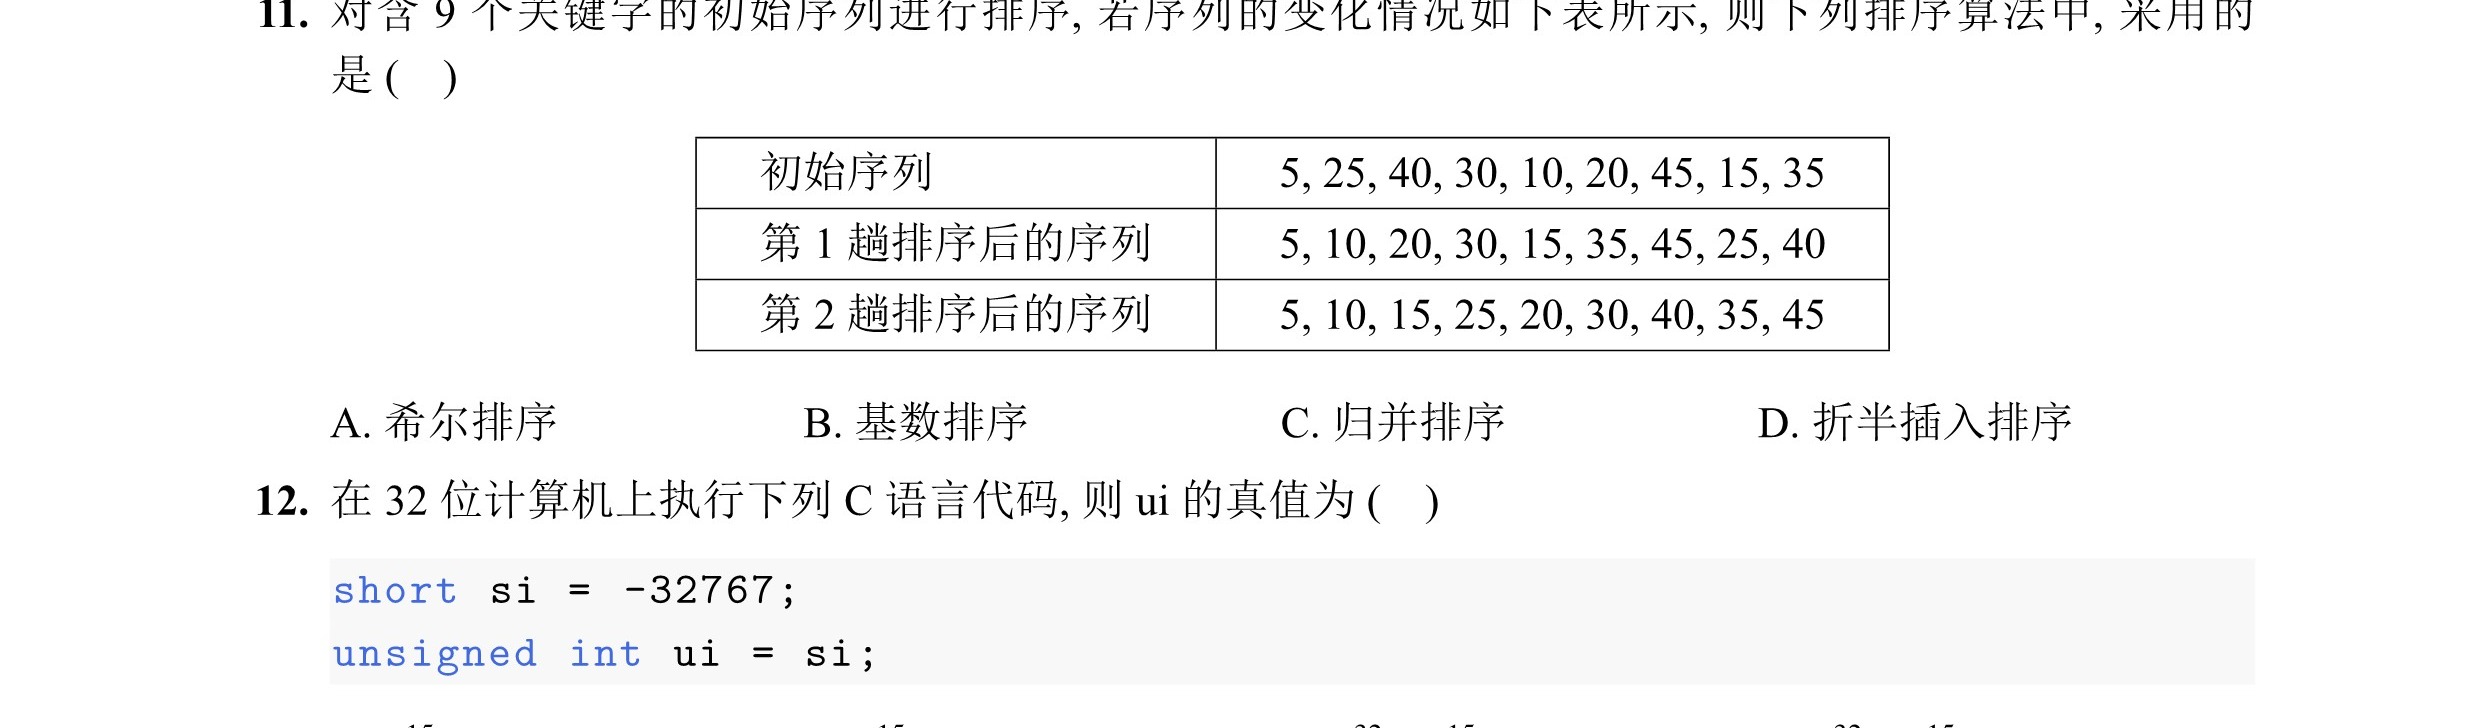 11. 对含 9 个关键字的初始序列进行排序, 若序列的变化情况如下表所示, 则下列排序算法中, 采用的
是 ( )
初始序列 5, 25, 40, 30, 10, 20, 45, 15, 35
第 1 趟排序后的序列 5, 10, 20, 30, 15, 35, 45, 25, 40
第 2 趟排序后的序列 5, 10, 15, 25, 20, 30, 40, 35, 45
A. 希尔排序 B. 基数排序 C. 归并排序 D. 折半插入排序
12. 在 32 位计算机上执行下列 C 语言代码, 则 ui 的真值为 ( )
short si = -32767;
unsigned int ui = si;